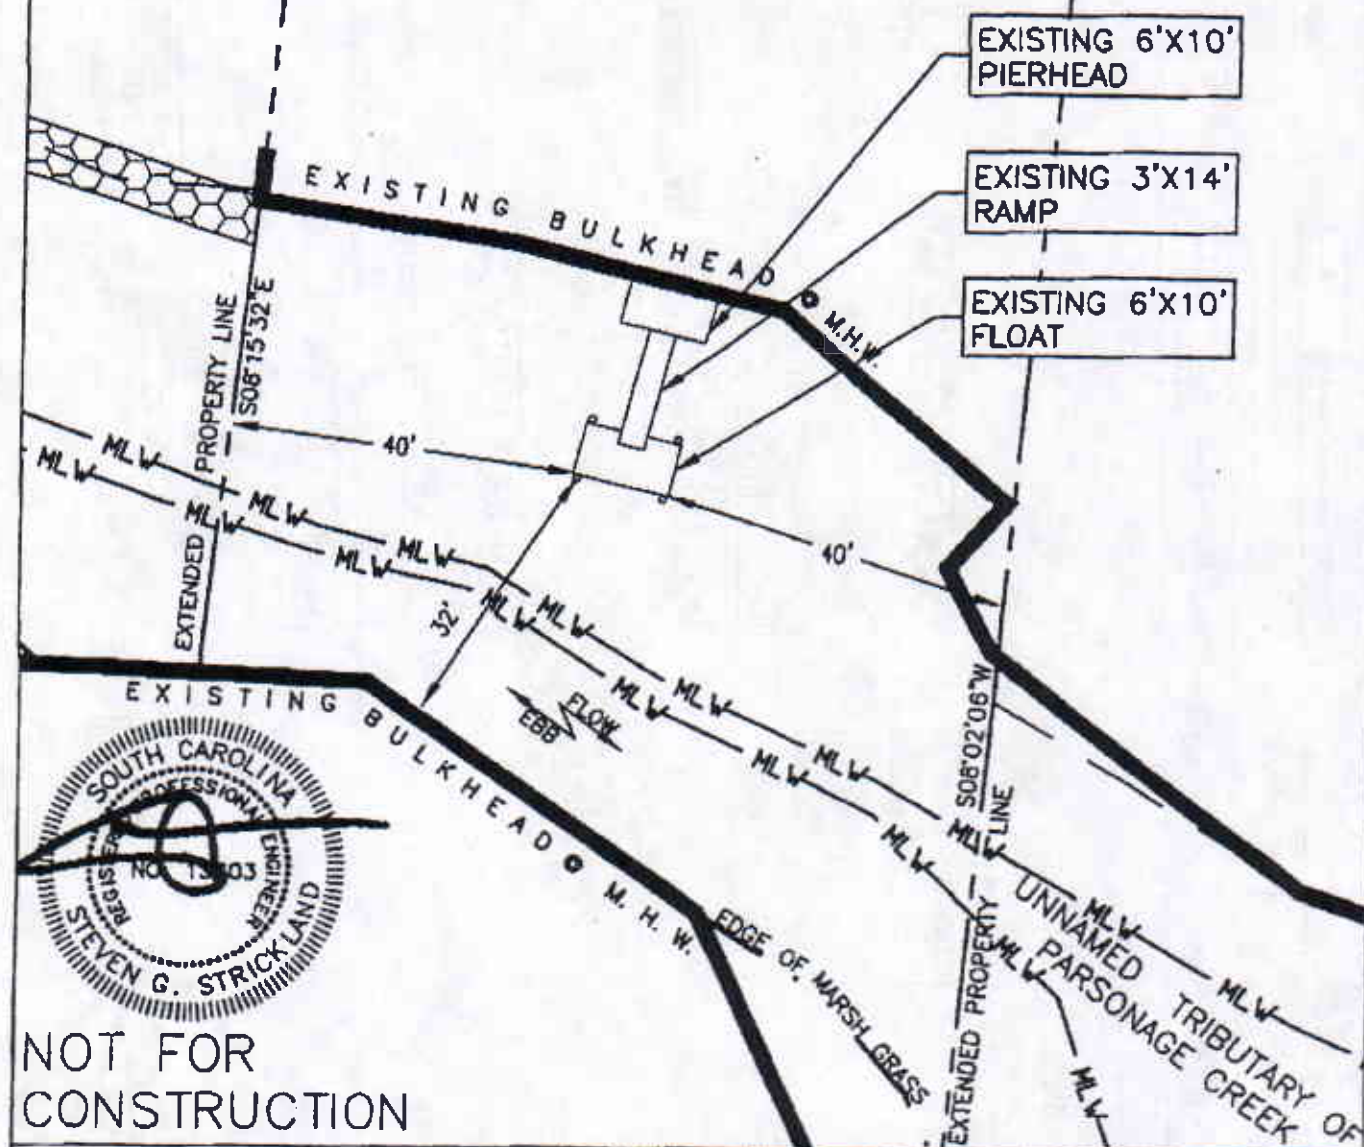 EXISTING 6'X10'
PIERHEAD
EXISTING 3'X14'
RAMP
EXISTING 6'X10'
FLOAT
EXISTING BULKHEAD @ M.H.W.
EXTENDED PROPERTY LINE
S08°15'32"E
40'
40'
32'
MLW MLW MLW MLW MLW MLW MLW MLW MLW
MLW MLW MLW MLW MLW MLW MLW MLW MLW
FLOW
EBB
EXISTING BULKHEAD @ M. H. W.
EDGE OF MARSH GRASS
S08°02'06"W
EXTENDED PROPERTY LINE
UNNAMED TRIBUTARY OF
PARSONAGE CREEK
SOUTH CAROLINA
REGISTERED PROFESSIONAL ENGINEER
NO.
STEVEN G. STRICKLAND
NOT FOR
CONSTRUCTION